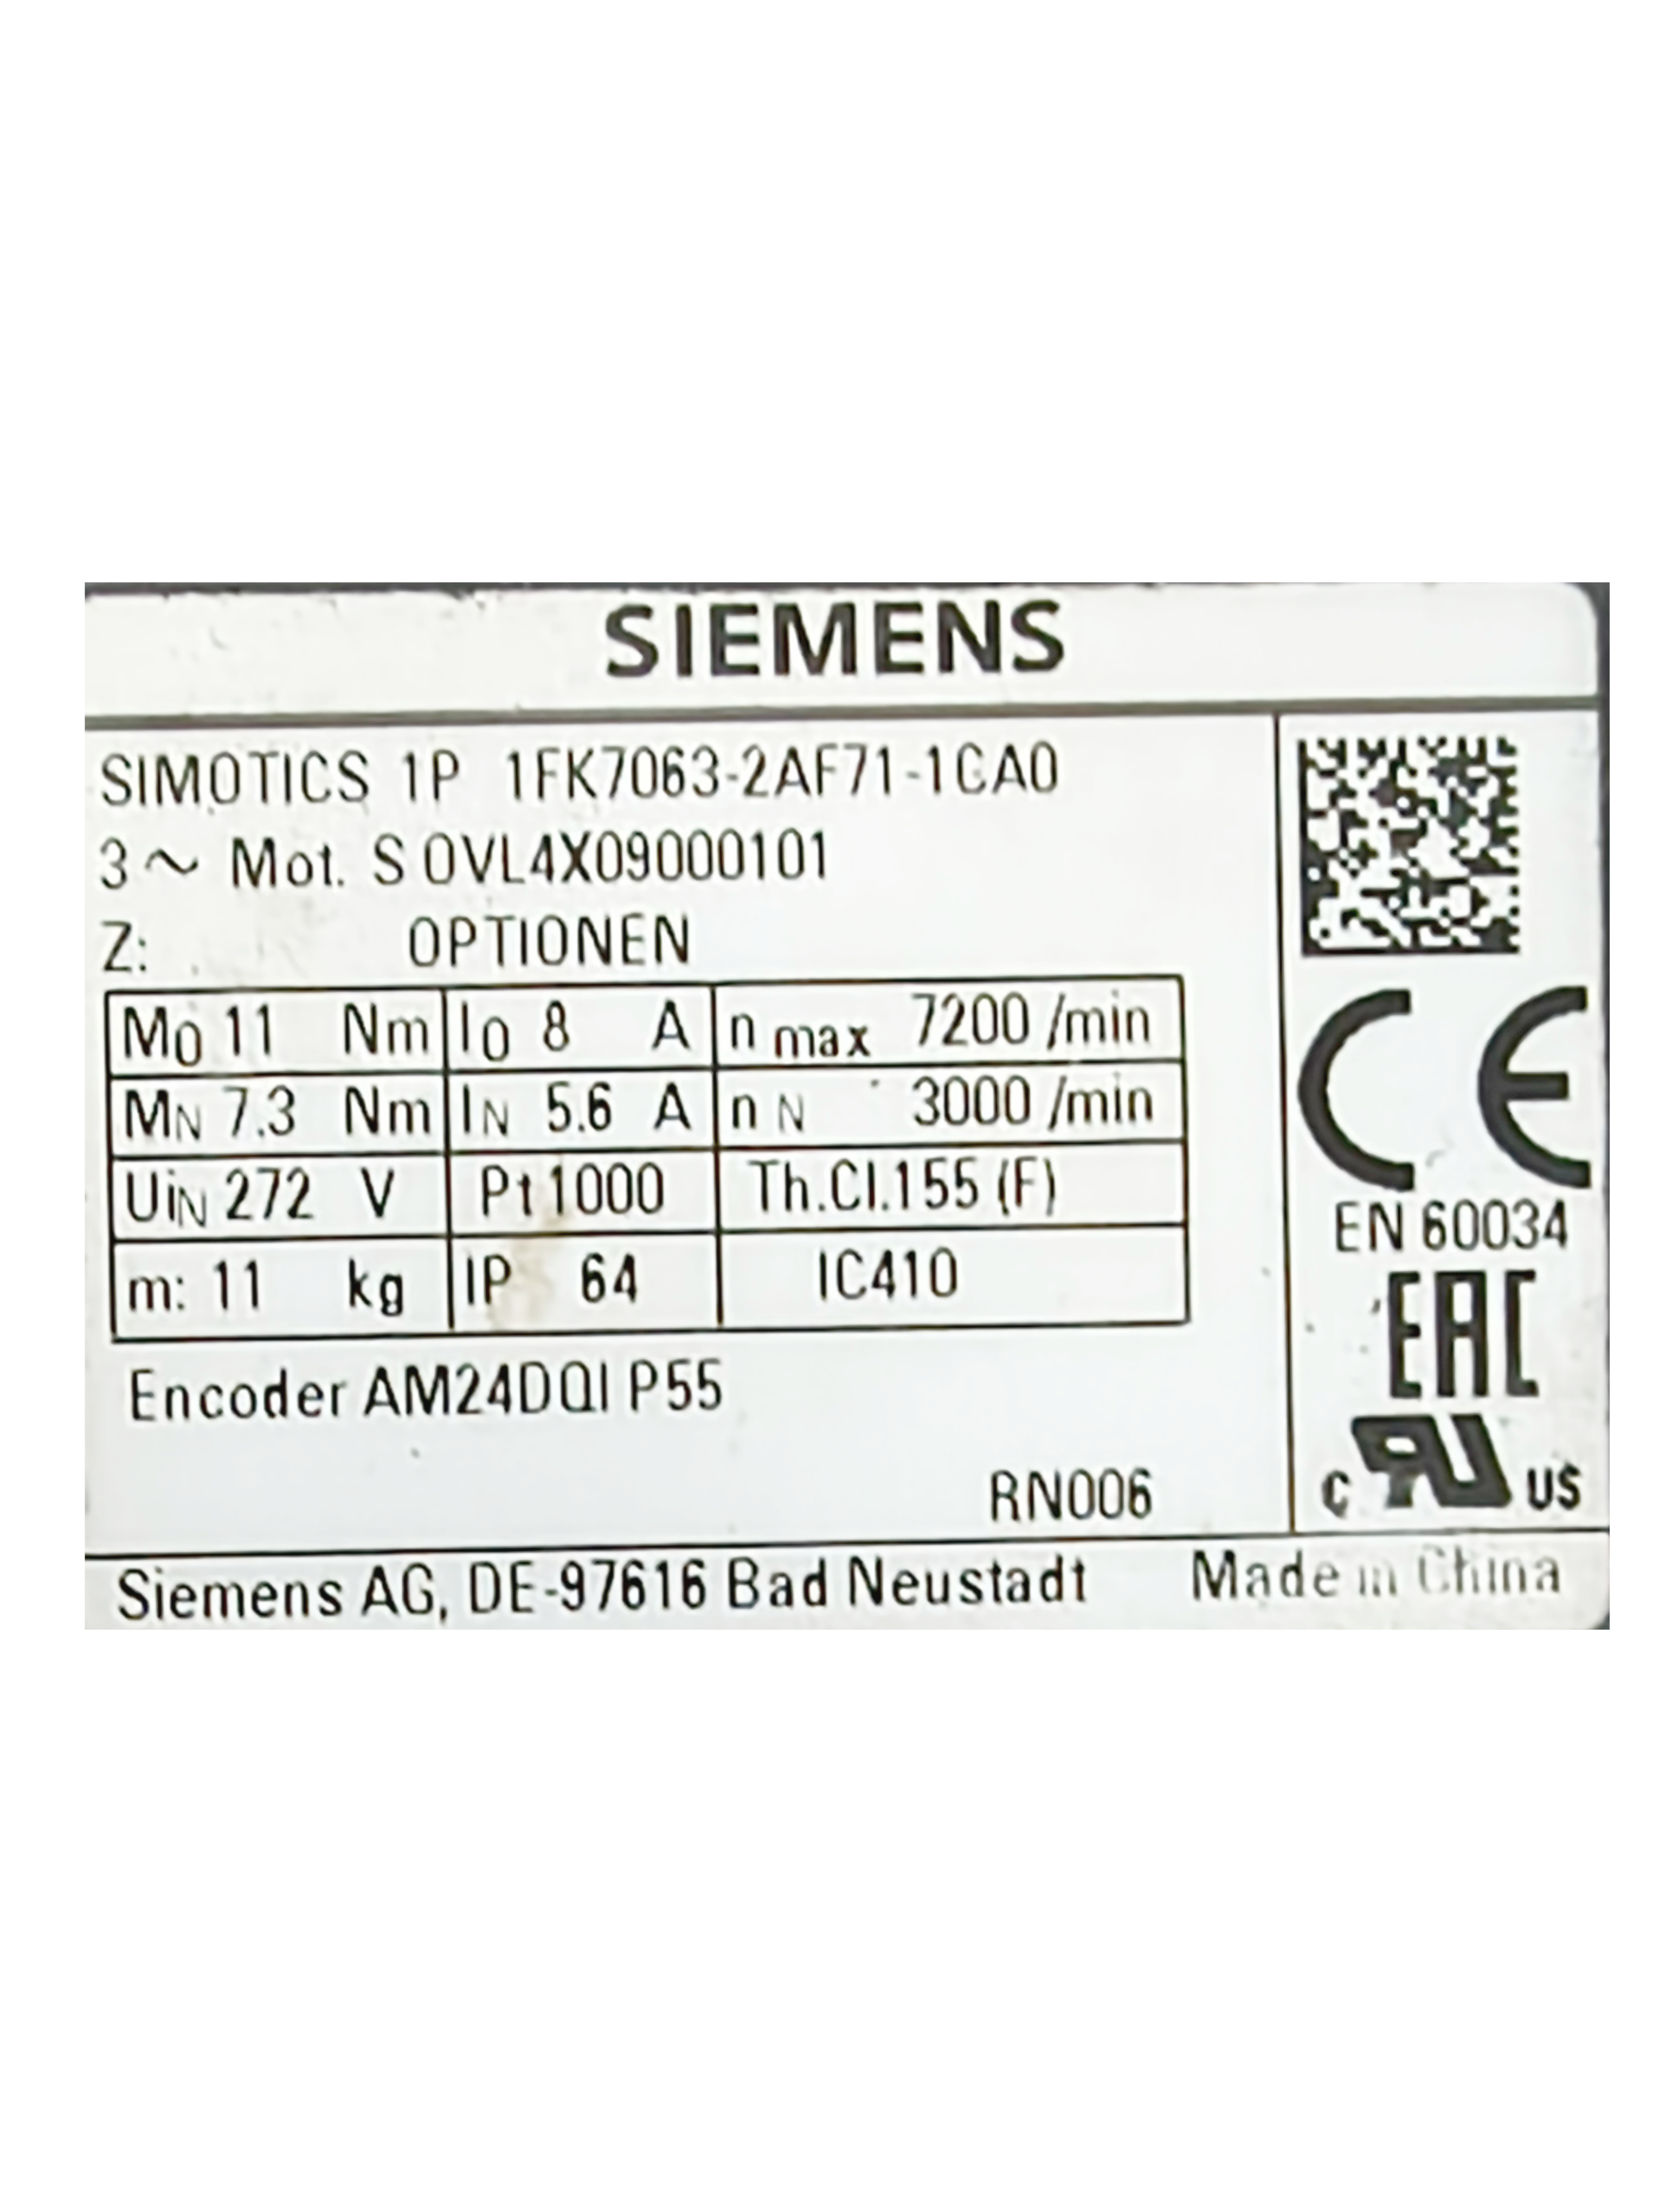 SIEMENS
SIMOTICS 1P 1FK7063-2AF71-1CA0
3~ Mot. S OVL4X09000101
Z: OPTIONEN
M0 11 Nm I0 8 A n max 7200 /min
MN 7.3 Nm IN 5.6 A n N 3000 /min
UiN 272 V Pt1000 Th.Cl.155 (F)
m: 11 kg IP 64 IC410
Encoder AM24DQI P55
RN006
CE
EN 60034
EAC
c RU US
Siemens AG, DE-97616 Bad Neustadt Made in China